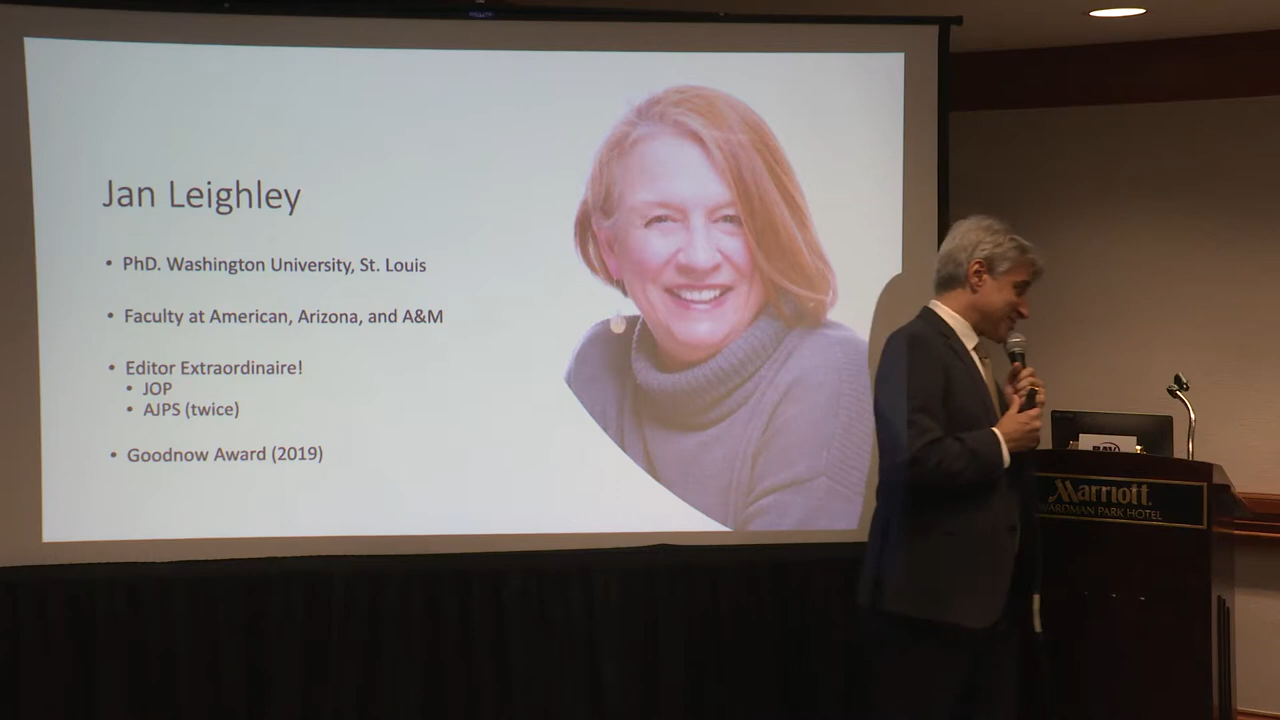 Jan Leighley
• PhD. Washington University, St. Louis
• Faculty at American, Arizona, and A&M
• Editor Extraordinaire!
• JOP
• AJPS (twice)
• Goodnow Award (2019)
Marriott.
WARDMAN PARK HOTEL